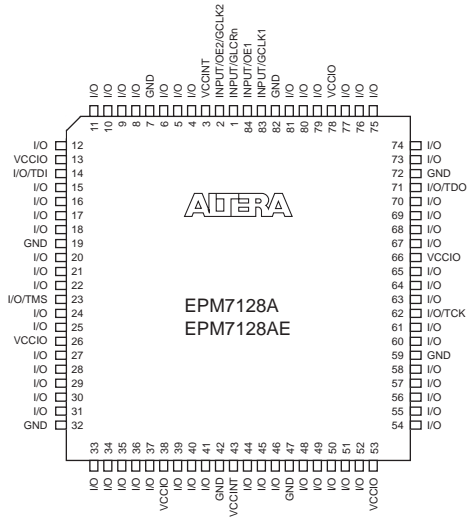 I/O I/O I/O I/O GND I/O I/O I/O VCCINT INPUT/OE2/GCLK2 INPUT/GLCRn INPUT/OE1 INPUT/GCLK1 GND I/O I/O I/O VCCIO I/O I/O I/O
11 10 9 8 7 6 5 4 3 2 1 84 83 82 81 80 79 78 77 76 75
I/O 12
VCCIO 13
I/O/TDI 14
I/O 15
I/O 16
I/O 17
I/O 18
GND 19
I/O 20
I/O 21
I/O 22
I/O/TMS 23
I/O 24
I/O 25
VCCIO 26
I/O 27
I/O 28
I/O 29
I/O 30
I/O 31
GND 32
ALTERA
EPM7128A
EPM7128AE
74 I/O
73 I/O
72 GND
71 I/O/TDO
70 I/O
69 I/O
68 I/O
67 I/O
66 VCCIO
65 I/O
64 I/O
63 I/O
62 I/O/TCK
61 I/O
60 I/O
59 GND
58 I/O
57 I/O
56 I/O
55 I/O
54 I/O
33 34 35 36 37 38 39 40 41 42 43 44 45 46 47 48 49 50 51 52 53
I/O I/O I/O I/O I/O VCCIO I/O I/O I/O GND VCCINT I/O I/O I/O GND I/O I/O I/O I/O I/O VCCIO